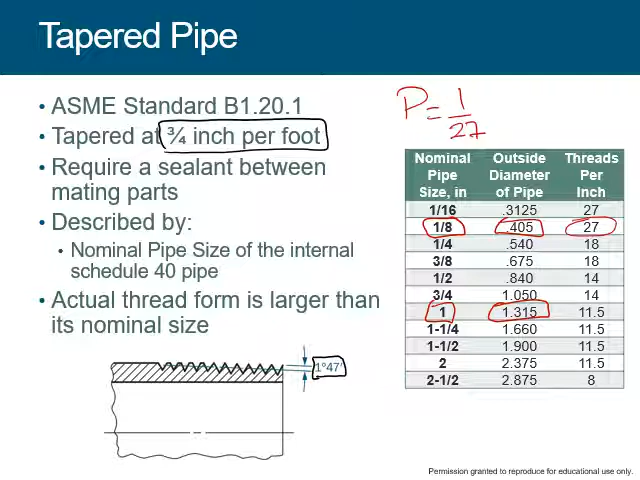 Tapered Pipe
• ASME Standard B1.20.1
• Tapered at ¾ inch per foot
• Require a sealant between
mating parts
• Described by:
• Nominal Pipe Size of the internal
schedule 40 pipe
• Actual thread form is larger than
its nominal size
1°47'
P = 1/27
Nominal Pipe Size, in | Outside Diameter of Pipe | Threads Per Inch
1/16 .3125 27
1/8 .405 27
1/4 .540 18
3/8 .675 18
1/2 .840 14
3/4 1.050 14
1 1.315 11.5
1-1/4 1.660 11.5
1-1/2 1.900 11.5
2 2.375 11.5
2-1/2 2.875 8
Permission granted to reproduce for educational use only.